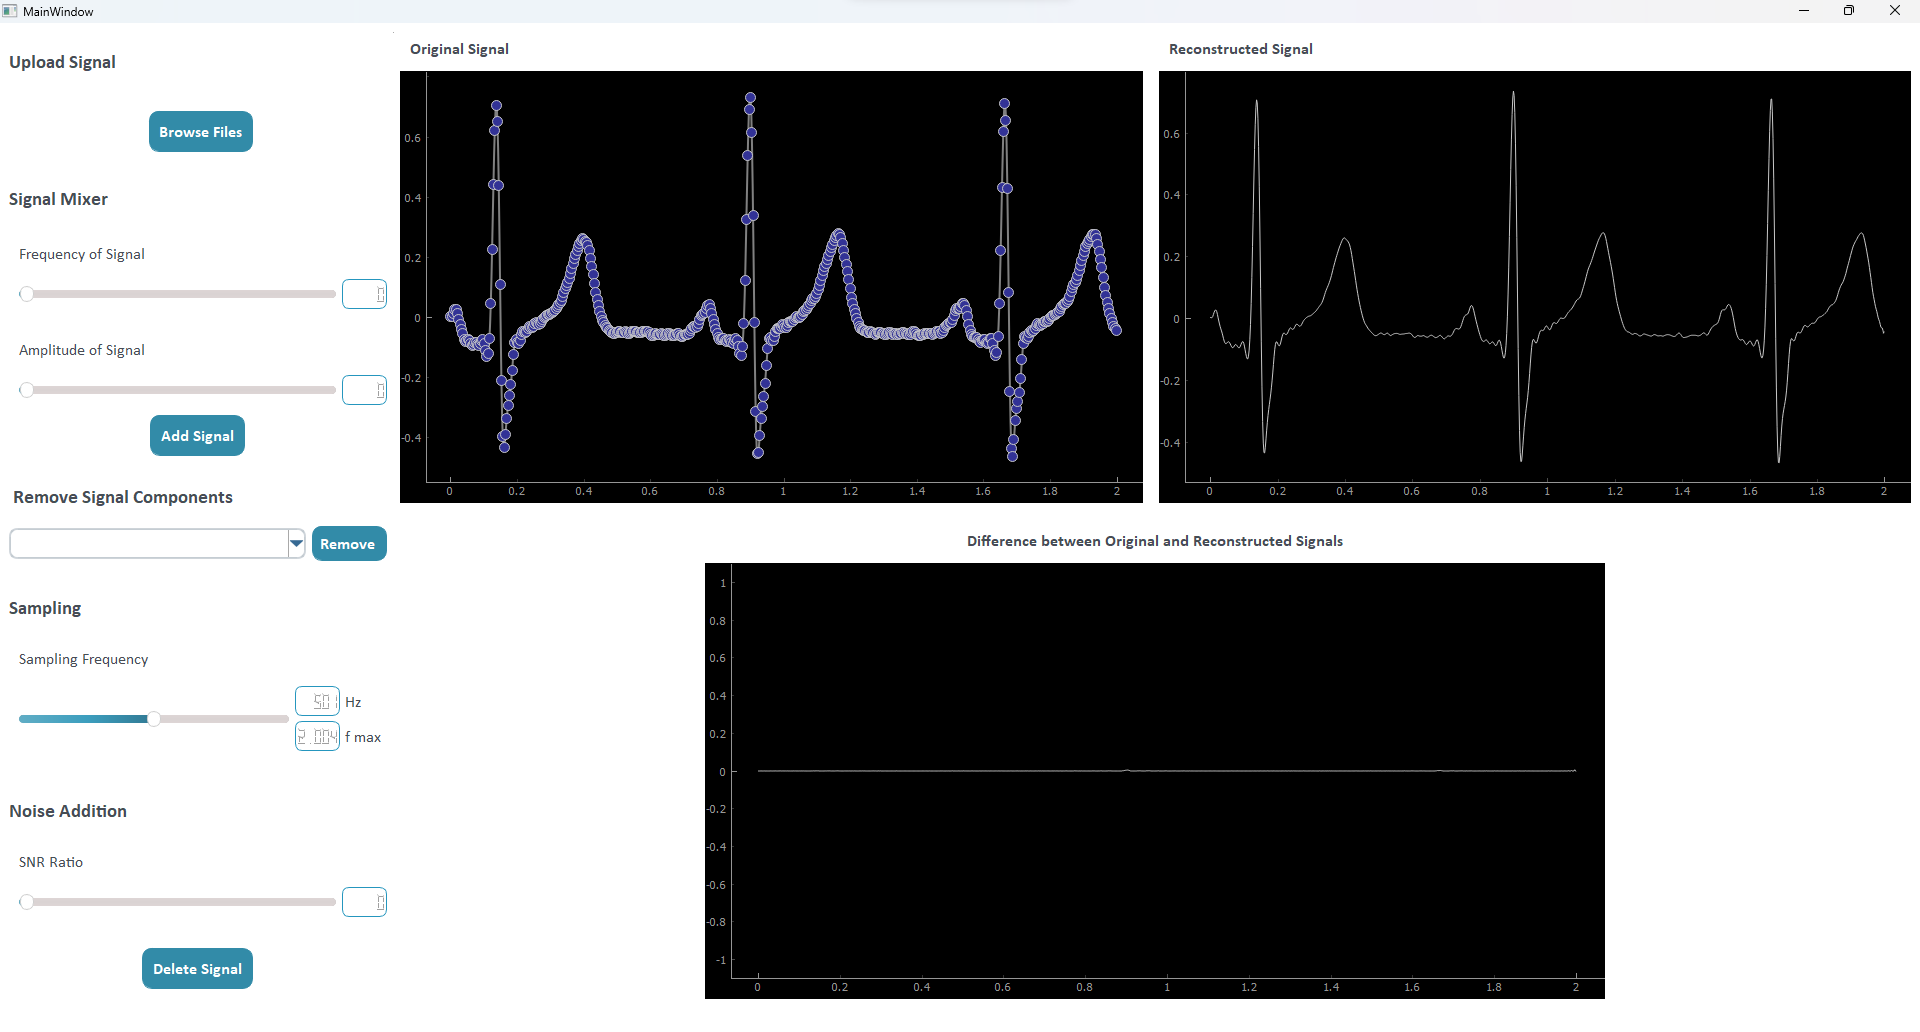 MainWindow
Upload Signal
Browse Files
Signal Mixer
Frequency of Signal
0
Amplitude of Signal
0
Add Signal
Remove Signal Components
Remove
Sampling
Sampling Frequency
501 Hz
2.004 f max
Noise Addition
SNR Ratio
0
Delete Signal
Original Signal
0.6
0.4
0.2
0
-0.2
-0.4
0 0.2 0.4 0.6 0.8 1 1.2 1.4 1.6 1.8 2
Reconstructed Signal
0.6
0.4
0.2
0
-0.2
-0.4
0 0.2 0.4 0.6 0.8 1 1.2 1.4 1.6 1.8 2
Difference between Original and Reconstructed Signals
1
0.8
0.6
0.4
0.2
0
-0.2
-0.4
-0.6
-0.8
-1
0 0.2 0.4 0.6 0.8 1 1.2 1.4 1.6 1.8 2